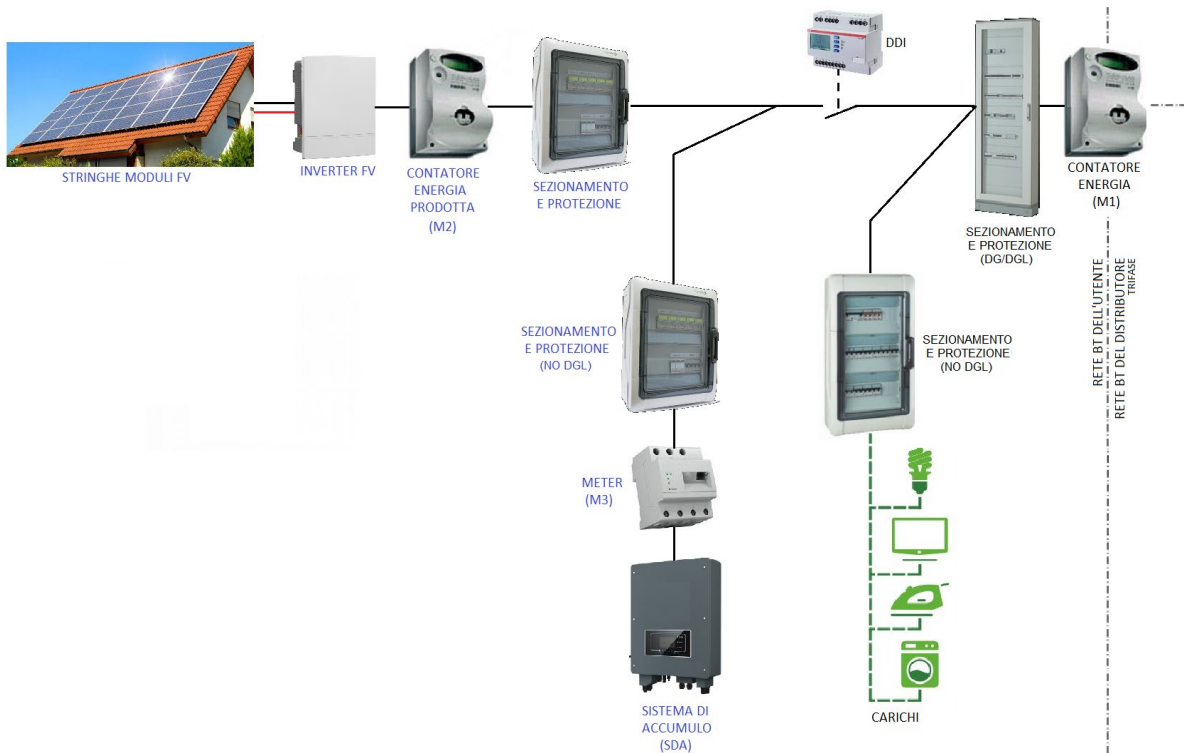 DDI
STRINGHE MODULI FV
INVERTER FV
CONTATORE
ENERGIA
PRODOTTA
(M2)
SEZIONAMENTO
E PROTEZIONE
CONTATORE
ENERGIA
(M1)
SEZIONAMENTO
E PROTEZIONE
(DG/DGL)
SEZIONAMENTO
E PROTEZIONE
(NO DGL)
SEZIONAMENTO
E PROTEZIONE
(NO DGL)
RETE BT DELL'UTENTE
RETE BT DEL DISTRIBUTORE
TRIFASE
METER
(M3)
SISTEMA DI
ACCUMULO
(SDA)
CARICHI